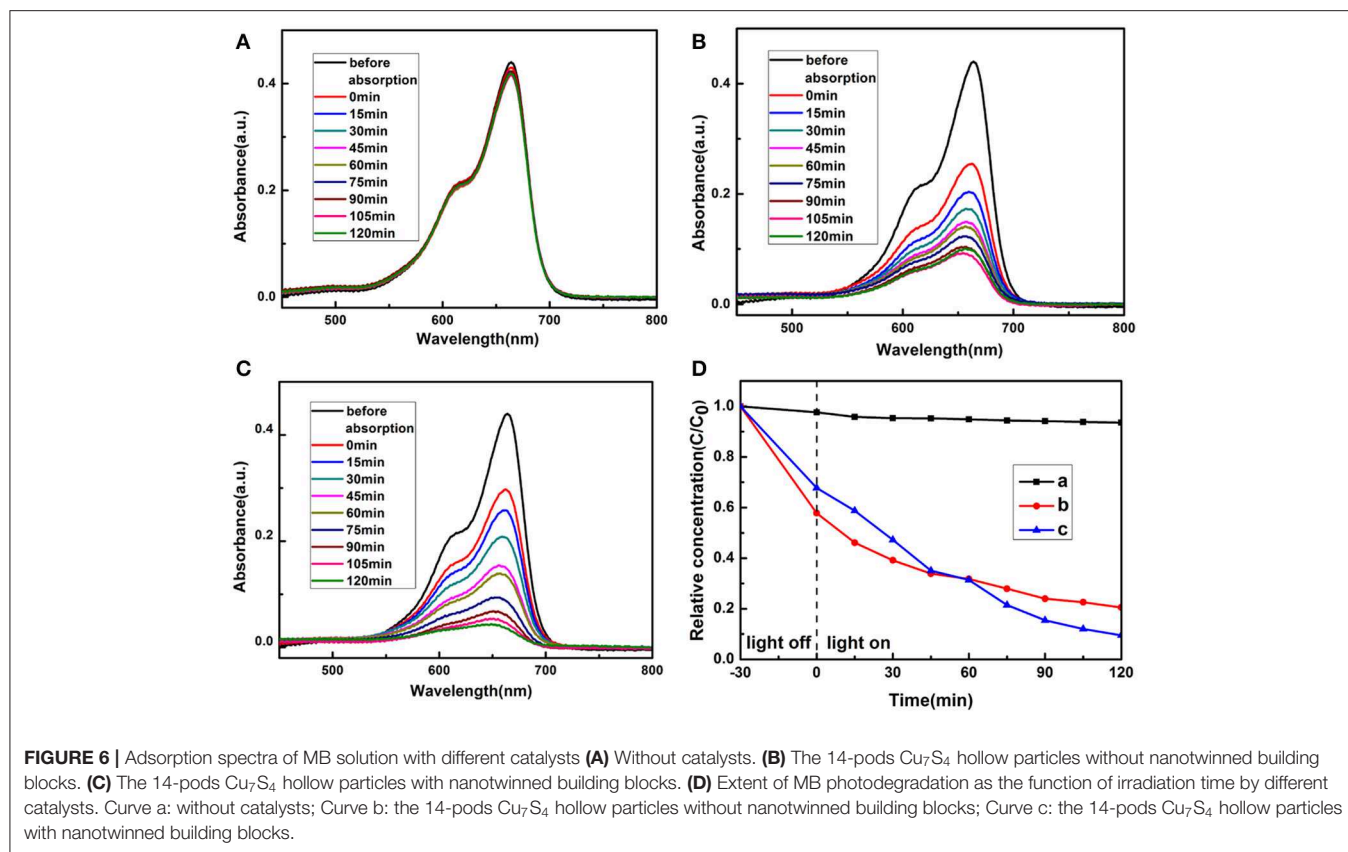 A
before
absorption
0min
15min
30min
45min
60min
75min
90min
105min
120min
Absorbance(a.u.)
0.4
0.2
0.0
500
600
700
800
Wavelength(nm)
B
before
absorption
0min
15min
30min
45min
60min
75min
90min
105min
120min
Absorbance(a.u.)
0.4
0.2
0.0
500
600
700
800
Wavelength(nm)
C
before
absorption
0min
15min
30min
45min
60min
75min
90min
105min
120min
Absorbance(a.u.)
0.4
0.2
0.0
500
600
700
800
Wavelength(nm)
D
Relative concentration(C/C₀)
1.0
0.8
0.6
0.4
0.2
0.0
a
b
c
light off
light on
-30
0
30
60
90
120
Time(min)
FIGURE 6 | Adsorption spectra of MB solution with different catalysts (A) Without catalysts. (B) The 14-pods Cu₇S₄ hollow particles without nanotwinned building
blocks. (C) The 14-pods Cu₇S₄ hollow particles with nanotwinned building blocks. (D) Extent of MB photodegradation as the function of irradiation time by different
catalysts. Curve a: without catalysts; Curve b: the 14-pods Cu₇S₄ hollow particles without nanotwinned building blocks; Curve c: the 14-pods Cu₇S₄ hollow particles
with nanotwinned building blocks.